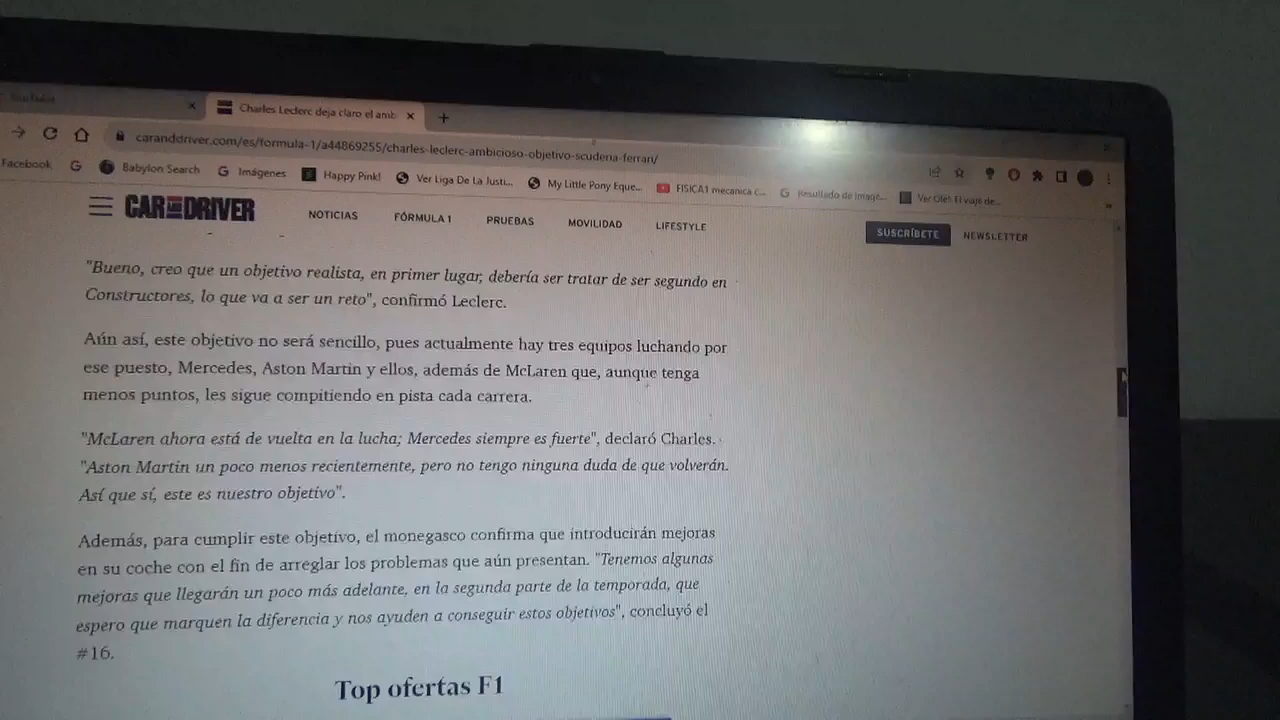 YouTube
Charles Leclerc deja claro el amb
caranddriver.com/es/formula-1/a44869255/charles-leclerc-ambicioso-objetivo-scuderia-ferrari/
Facebook
Babylon Search
Imágenes
Happy Pink!
Ver Liga De La Justi...
My Little Pony Eque...
FISICA1 mecanica c...
Resultado de image...
Ver Olé!! El viaje de...
CAR AND DRIVER
NOTICIAS
FÓRMULA 1
PRUEBAS
MOVILIDAD
LIFESTYLE
SUSCRÍBETE
NEWSLETTER
"Bueno, creo que un objetivo realista, en primer lugar, debería ser tratar de ser segundo en
Constructores, lo que va a ser un reto", confirmó Leclerc.
Aún así, este objetivo no será sencillo, pues actualmente hay tres equipos luchando por
ese puesto, Mercedes, Aston Martin y ellos, además de McLaren que, aunque tenga
menos puntos, les sigue compitiendo en pista cada carrera.
"McLaren ahora está de vuelta en la lucha; Mercedes siempre es fuerte", declaró Charles.
"Aston Martin un poco menos recientemente, pero no tengo ninguna duda de que volverán.
Así que sí, este es nuestro objetivo".
Además, para cumplir este objetivo, el monegasco confirma que introducirán mejoras
en su coche con el fin de arreglar los problemas que aún presentan. "Tenemos algunas
mejoras que llegarán un poco más adelante, en la segunda parte de la temporada, que
espero que marquen la diferencia y nos ayuden a conseguir estos objetivos", concluyó el
#16.
Top ofertas F1